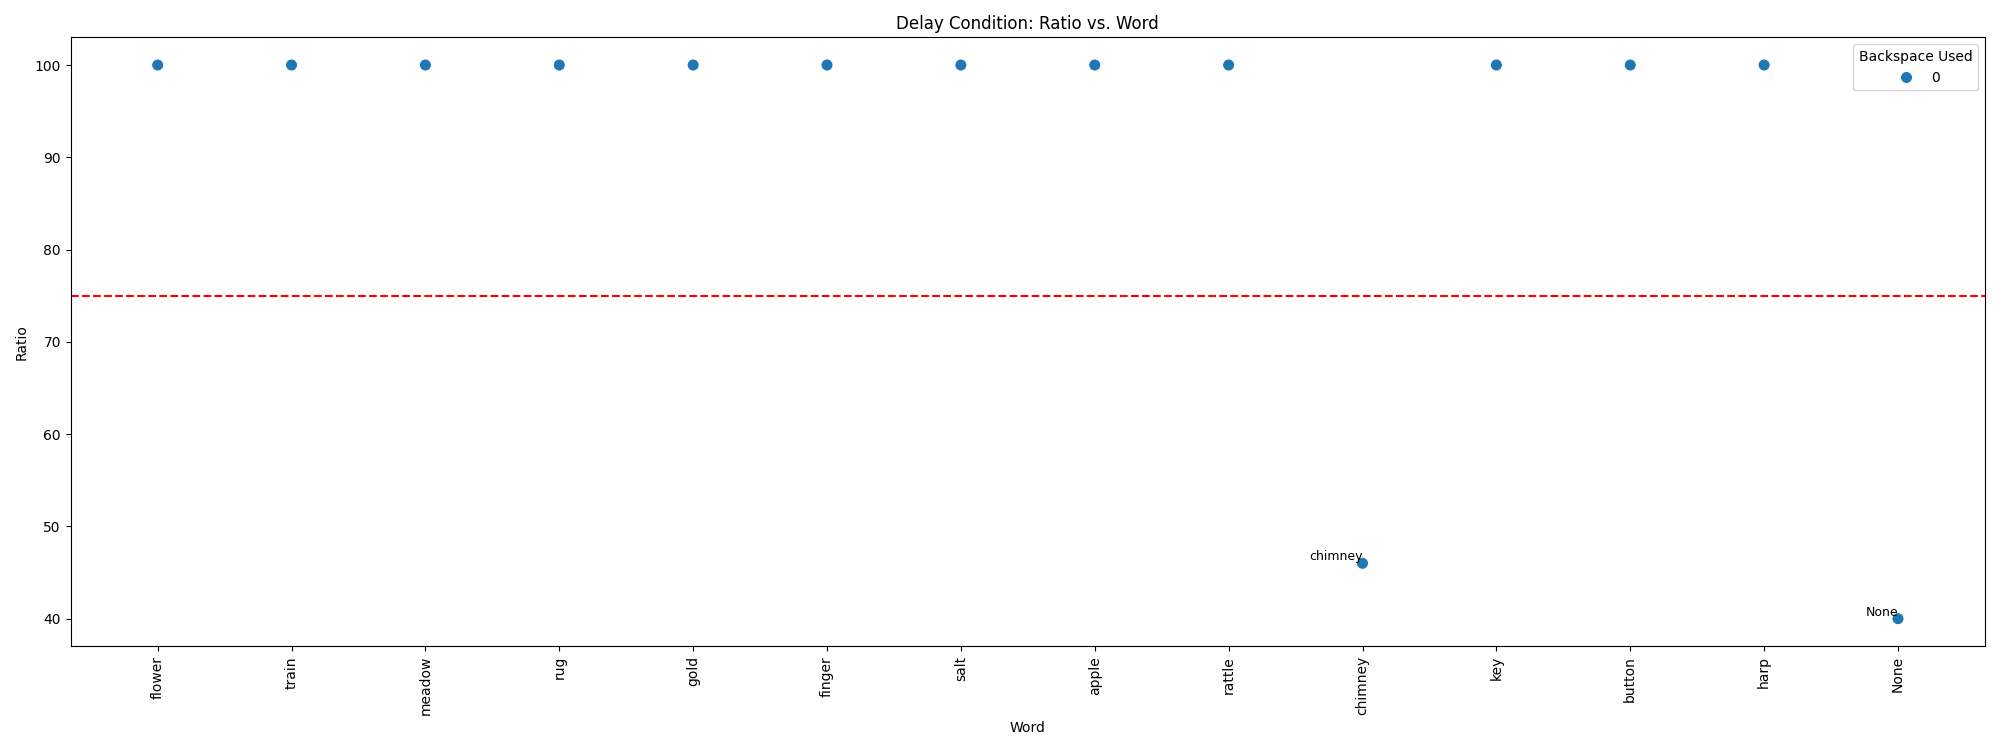 Delay Condition: Ratio vs. Word
Backspace Used
0
100
90
80
70
60
50
40
Ratio
chimney
None
flower
train
meadow
rug
gold
finger
salt
apple
rattle
chimney
key
button
harp
None
Word